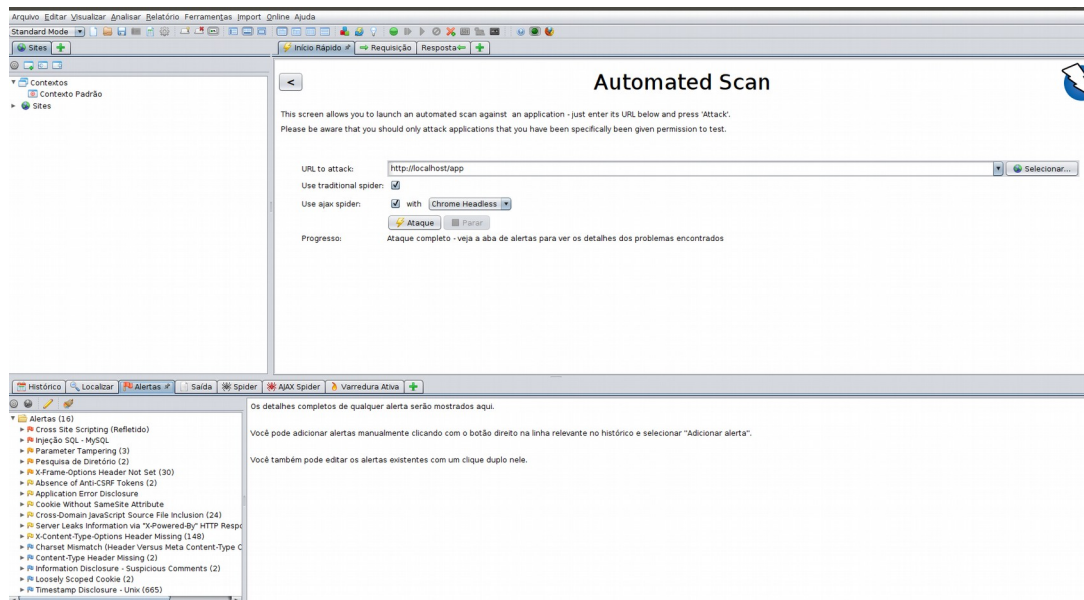 Arquivo Editar Visualizar Analisar Relatório Ferramentas Import Online Ajuda
Standard Mode
Sites
Início Rápido Requisição Resposta
Contextos
Contexto Padrão
Sites
<
Automated Scan
This screen allows you to launch an automated scan against an application - just enter its URL below and press 'Attack'.
Please be aware that you should only attack applications that you have been specifically been given permission to test.
URL to attack: http://localhost/app Selecionar...
Use traditional spider:
Use ajax spider: with Chrome Headless
Ataque Parar
Progresso: Ataque completo - veja a aba de alertas para ver os detalhes dos problemas encontrados
Histórico Localizar Alertas Saída Spider AJAX Spider Varredura Ativa
Alertas (16)
Cross Site Scripting (Refletido)
Injeção SQL - MySQL
Parameter Tampering (3)
Pesquisa de Diretório (2)
X-Frame-Options Header Not Set (30)
Absence of Anti-CSRF Tokens (2)
Application Error Disclosure
Cookie Without SameSite Attribute
Cross-Domain JavaScript Source File Inclusion (24)
Server Leaks Information via "X-Powered-By" HTTP Respo
X-Content-Type-Options Header Missing (148)
Charset Mismatch (Header Versus Meta Content-Type C
Content-Type Header Missing (2)
Information Disclosure - Suspicious Comments (2)
Loosely Scoped Cookie (2)
Timestamp Disclosure - Unix (665)
Os detalhes completos de qualquer alerta serão mostrados aqui.
Você pode adicionar alertas manualmente clicando com o botão direito na linha relevante no histórico e selecionar "Adicionar alerta".
Você também pode editar os alertas existentes com um clique duplo nele.